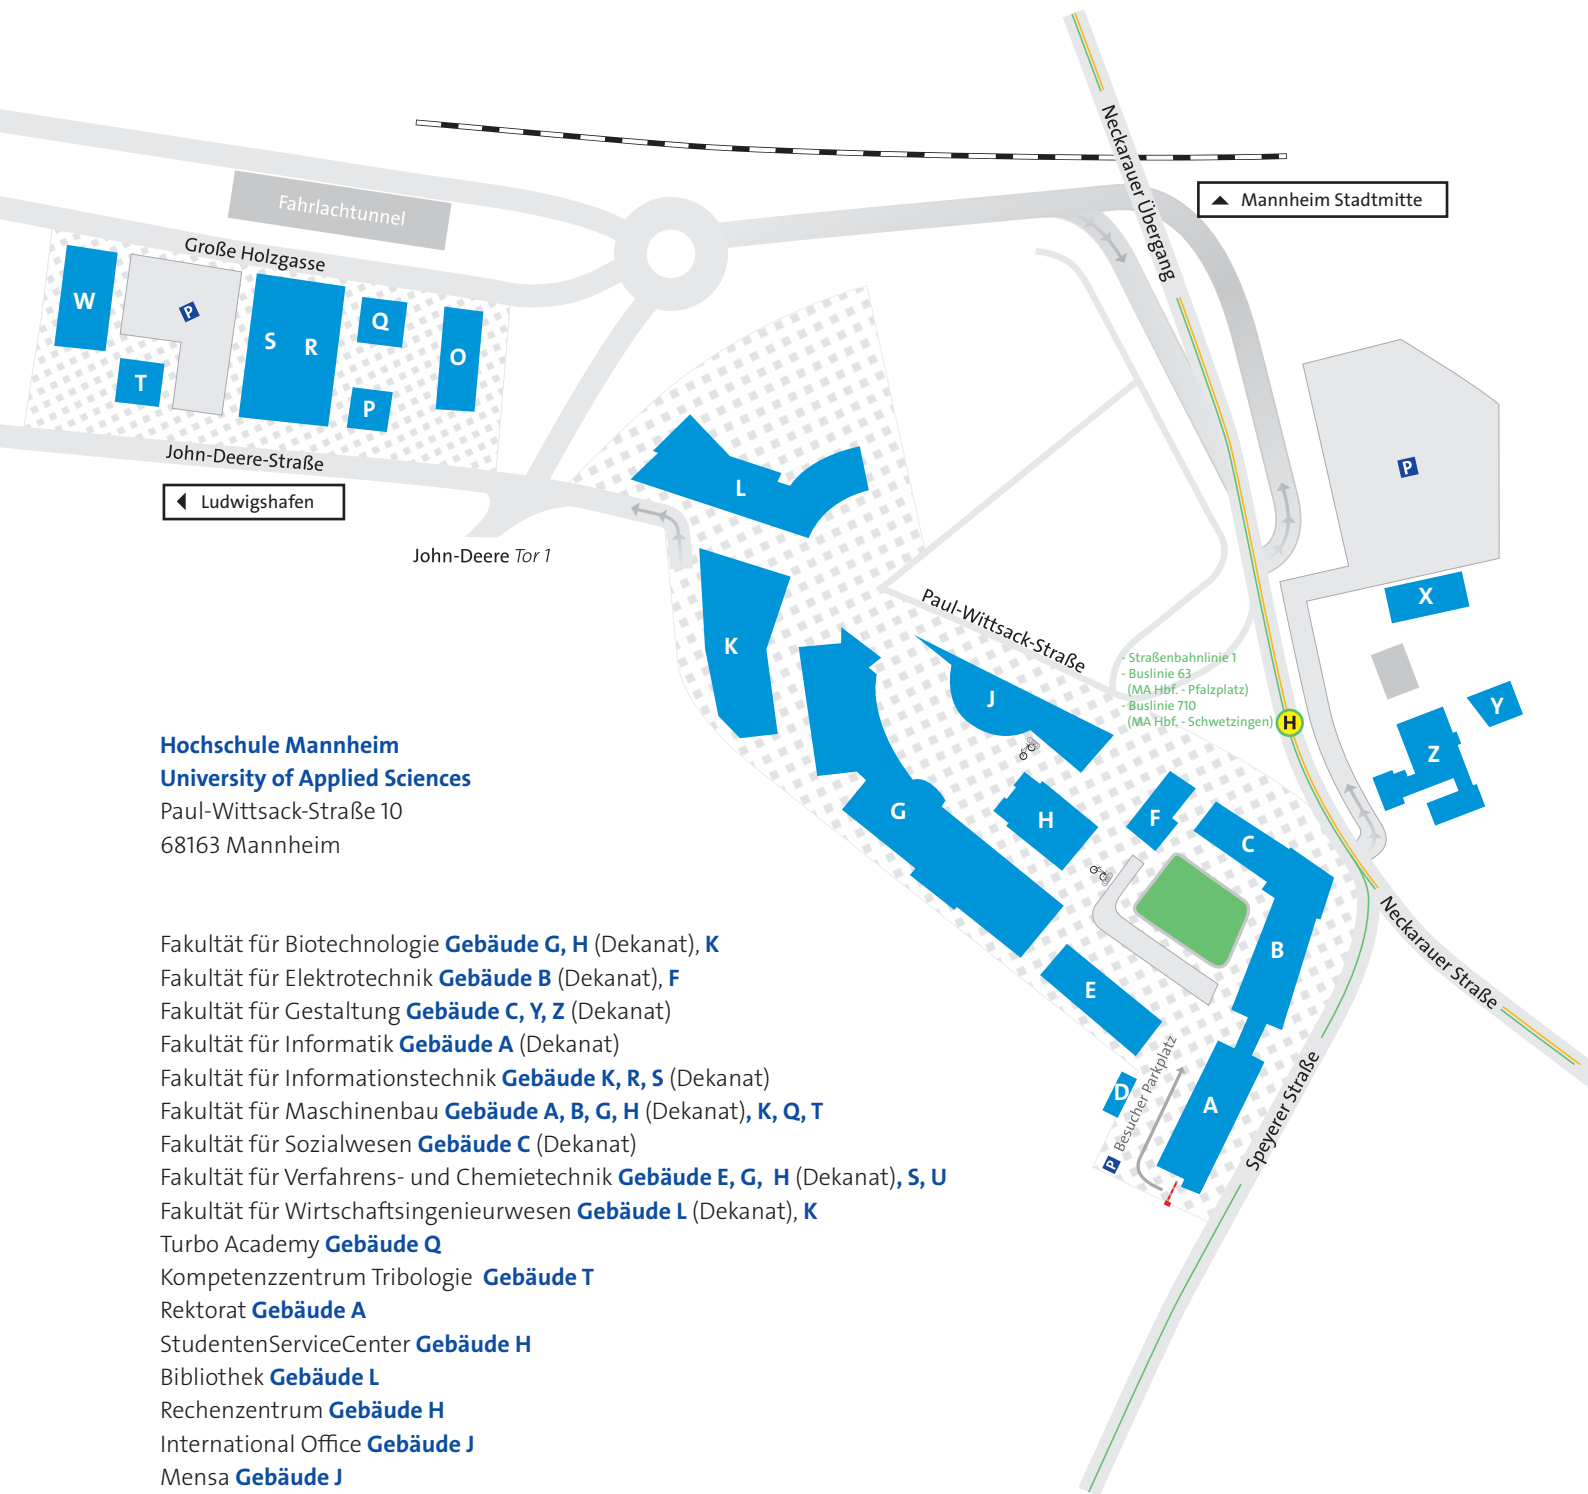 Neckarauer Übergang
Mannheim Stadtmitte
Fahrlachtunnel
Große Holzgasse
W
P
S
R
Q
O
T
P
John-Deere-Straße
Ludwigshafen
John-Deere Tor 1
L
K
Paul-Wittsack-Straße
P
X
Y
Z
- Straßenbahnlinie 1
- Buslinie 63
(MA Hbf. - Pfalzplatz)
- Buslinie 710
(MA Hbf. - Schwetzingen)
H
J
G
H
F
C
B
E
D
A
Neckarauer Straße
Speyerer Straße
P Besucher Parkplatz
Hochschule Mannheim
University of Applied Sciences
Paul-Wittsack-Straße 10
68163 Mannheim
Fakultät für Biotechnologie Gebäude G, H (Dekanat), K
Fakultät für Elektrotechnik Gebäude B (Dekanat), F
Fakultät für Gestaltung Gebäude C, Y, Z (Dekanat)
Fakultät für Informatik Gebäude A (Dekanat)
Fakultät für Informationstechnik Gebäude K, R, S (Dekanat)
Fakultät für Maschinenbau Gebäude A, B, G, H (Dekanat), K, Q, T
Fakultät für Sozialwesen Gebäude C (Dekanat)
Fakultät für Verfahrens- und Chemietechnik Gebäude E, G, H (Dekanat), S, U
Fakultät für Wirtschaftsingenieurwesen Gebäude L (Dekanat), K
Turbo Academy Gebäude Q
Kompetenzzentrum Tribologie Gebäude T
Rektorat Gebäude A
StudentenServiceCenter Gebäude H
Bibliothek Gebäude L
Rechenzentrum Gebäude H
International Office Gebäude J
Mensa Gebäude J